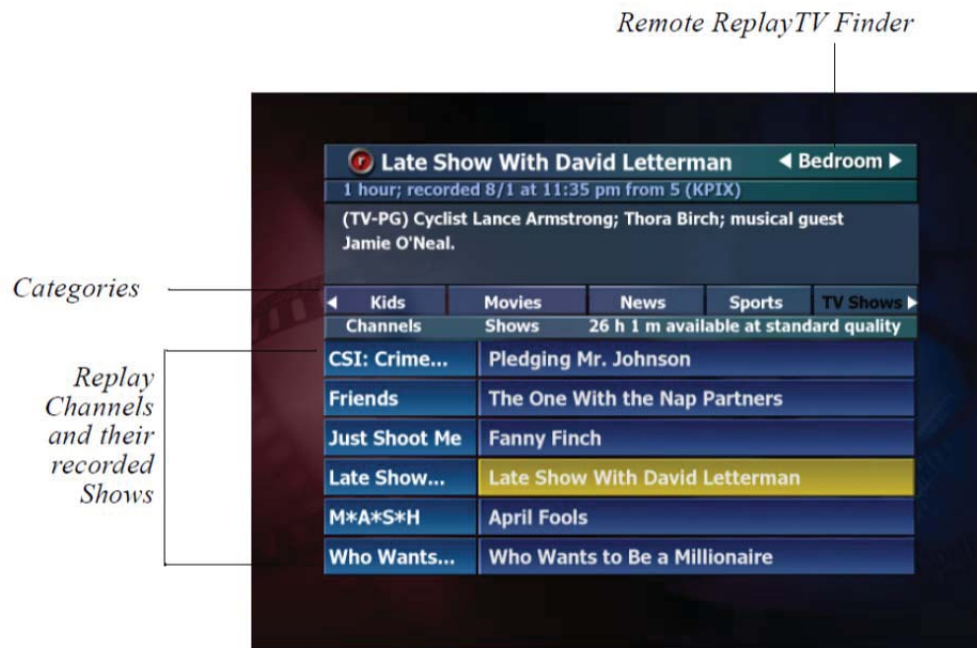 Remote ReplayTV Finder
r Late Show With David Letterman ◀ Bedroom ▶
1 hour; recorded 8/1 at 11:35 pm from 5 (KPIX)
(TV-PG) Cyclist Lance Armstrong; Thora Birch; musical guest
Jamie O'Neal.
Categories
◀ Kids Movies News Sports TV Shows ▶
Channels Shows 26 h 1 m available at standard quality
Replay
Channels
and their
recorded
Shows
CSI: Crime... Pledging Mr. Johnson
Friends The One With the Nap Partners
Just Shoot Me Fanny Finch
Late Show... Late Show With David Letterman
M*A*S*H April Fools
Who Wants... Who Wants to Be a Millionaire